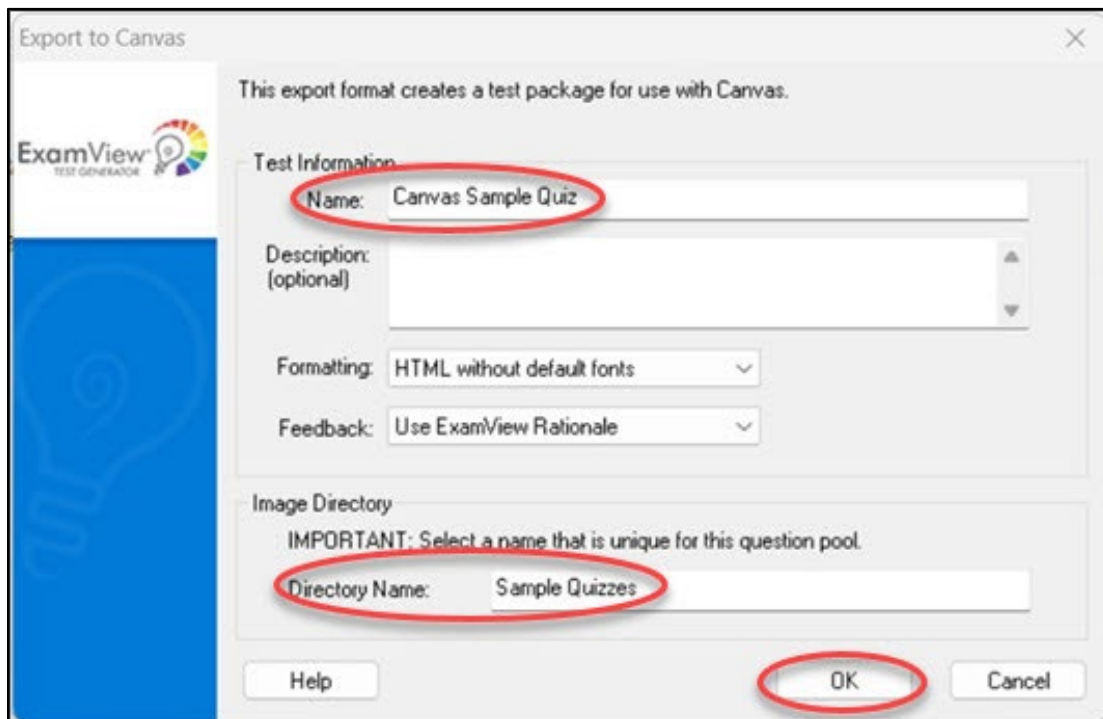 Export to Canvas
This export format creates a test package for use with Canvas.
ExamView
TEST GENERATOR
Test Information
Name: Canvas Sample Quiz
Description:
(optional)
Formatting: HTML without default fonts
Feedback: Use ExamView Rationale
Image Directory
IMPORTANT: Select a name that is unique for this question pool.
Directory Name: Sample Quizzes
Help OK Cancel